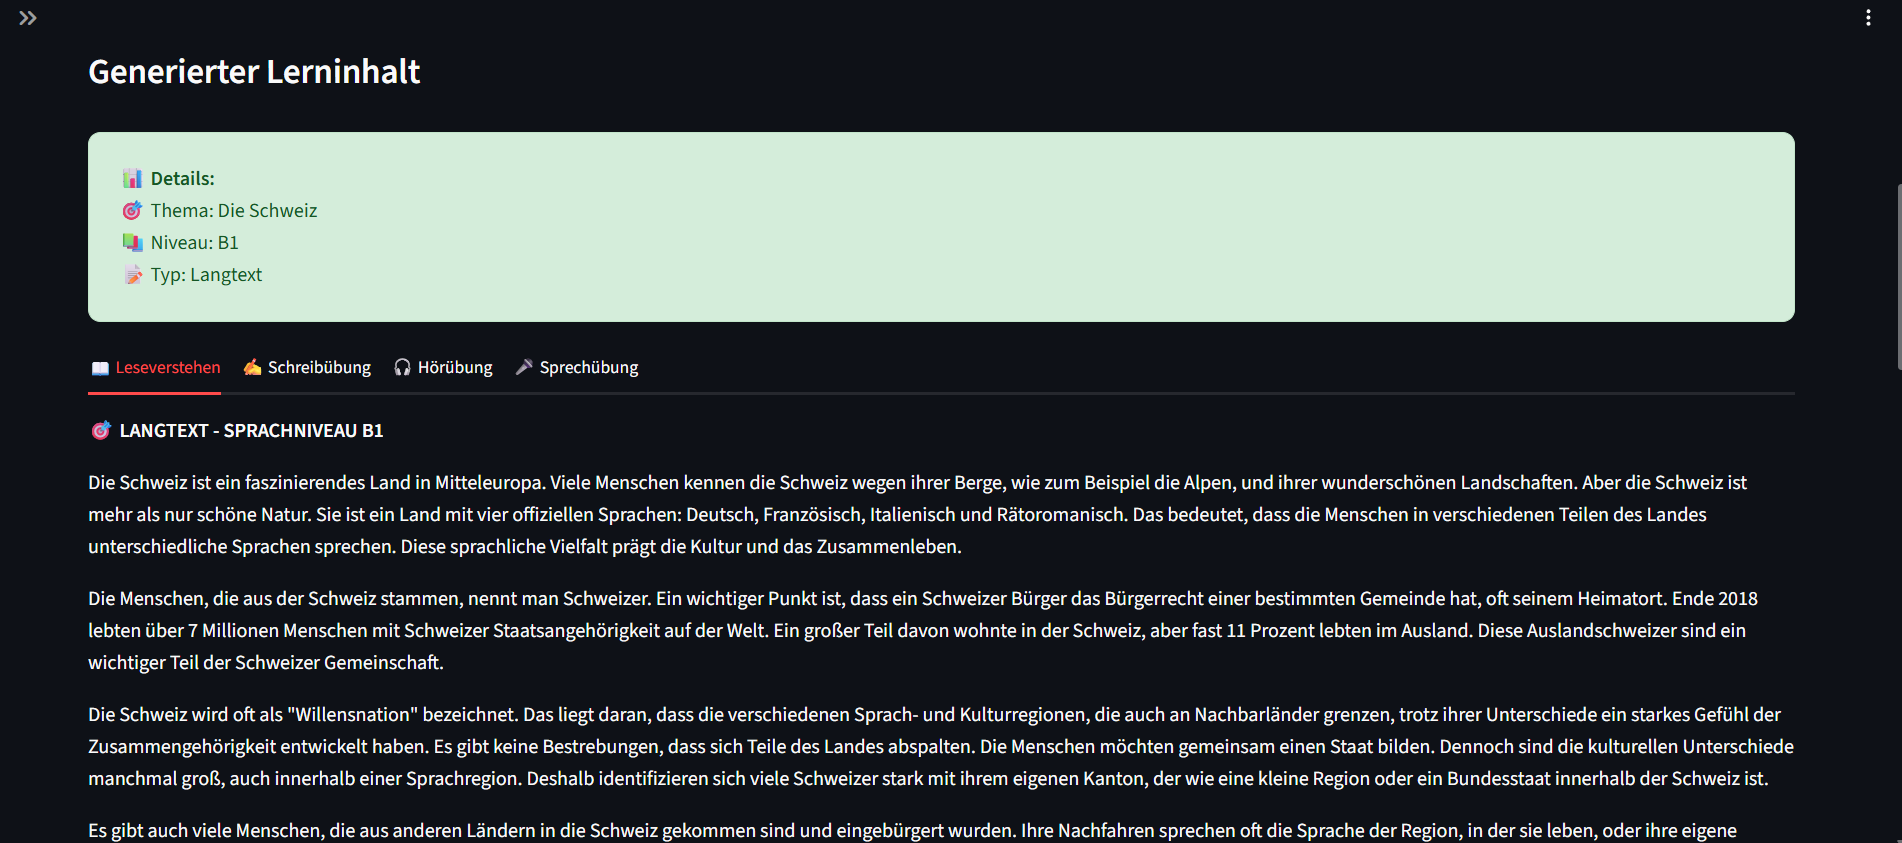 Generierter Lerninhalt
Details:
Thema: Die Schweiz
Niveau: B1
Typ: Langtext
Leseverstehen Schreibübung Hörübung Sprechübung
LANGTEXT - SPRACHNIVEAU B1
Die Schweiz ist ein faszinierendes Land in Mitteleuropa. Viele Menschen kennen die Schweiz wegen ihrer Berge, wie zum Beispiel die Alpen, und ihrer wunderschönen Landschaften. Aber die Schweiz ist
mehr als nur schöne Natur. Sie ist ein Land mit vier offiziellen Sprachen: Deutsch, Französisch, Italienisch und Rätoromanisch. Das bedeutet, dass die Menschen in verschiedenen Teilen des Landes
unterschiedliche Sprachen sprechen. Diese sprachliche Vielfalt prägt die Kultur und das Zusammenleben.
Die Menschen, die aus der Schweiz stammen, nennt man Schweizer. Ein wichtiger Punkt ist, dass ein Schweizer Bürger das Bürgerrecht einer bestimmten Gemeinde hat, oft seinem Heimatort. Ende 2018
lebten über 7 Millionen Menschen mit Schweizer Staatsangehörigkeit auf der Welt. Ein großer Teil davon wohnte in der Schweiz, aber fast 11 Prozent lebten im Ausland. Diese Auslandschweizer sind ein
wichtiger Teil der Schweizer Gemeinschaft.
Die Schweiz wird oft als "Willensnation" bezeichnet. Das liegt daran, dass die verschiedenen Sprach- und Kulturregionen, die auch an Nachbarländer grenzen, trotz ihrer Unterschiede ein starkes Gefühl der
Zusammengehörigkeit entwickelt haben. Es gibt keine Bestrebungen, dass sich Teile des Landes abspalten. Die Menschen möchten gemeinsam einen Staat bilden. Dennoch sind die kulturellen Unterschiede
manchmal groß, auch innerhalb einer Sprachregion. Deshalb identifizieren sich viele Schweizer stark mit ihrem eigenen Kanton, der wie eine kleine Region oder ein Bundesstaat innerhalb der Schweiz ist.
Es gibt auch viele Menschen, die aus anderen Ländern in die Schweiz gekommen sind und eingebürgert wurden. Ihre Nachfahren sprechen oft die Sprache der Region, in der sie leben, oder ihre eigene